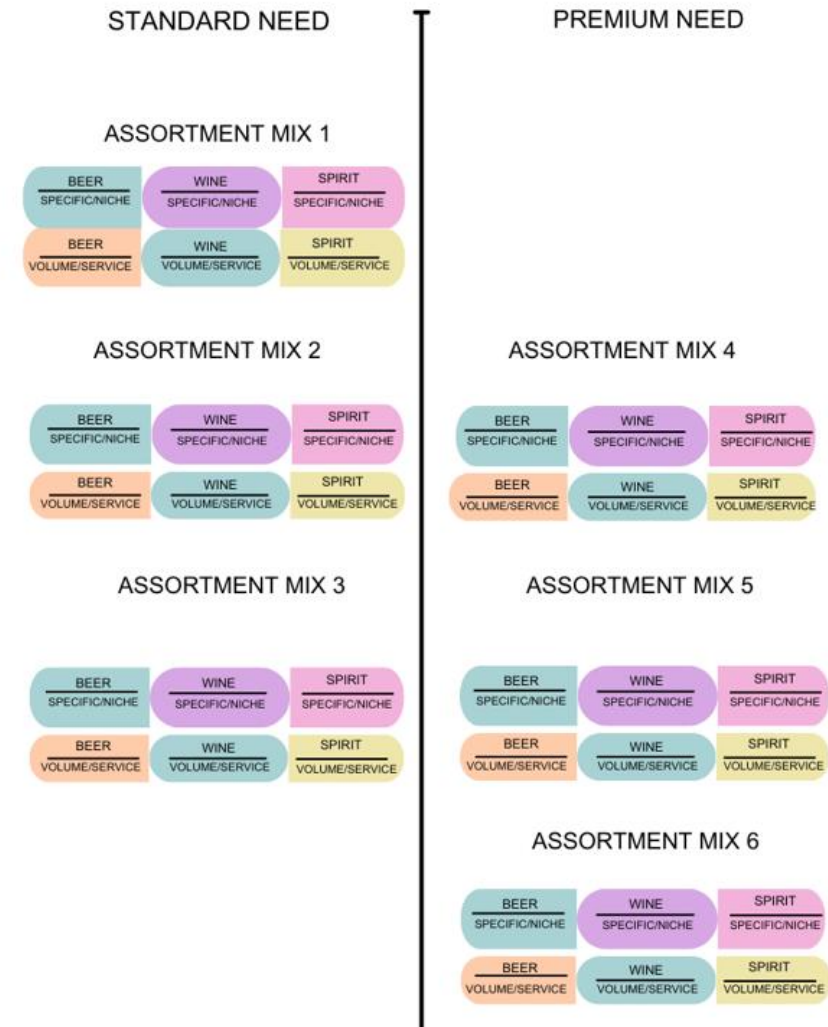 STANDARD NEED
PREMIUM NEED
ASSORTMENT MIX 1
BEER WINE SPIRIT
SPECIFIC/NICHE SPECIFIC/NICHE SPECIFIC/NICHE
BEER WINE SPIRIT
VOLUME/SERVICE VOLUME/SERVICE VOLUME/SERVICE
ASSORTMENT MIX 2
BEER WINE SPIRIT
SPECIFIC/NICHE SPECIFIC/NICHE SPECIFIC/NICHE
BEER WINE SPIRIT
VOLUME/SERVICE VOLUME/SERVICE VOLUME/SERVICE
ASSORTMENT MIX 3
BEER WINE SPIRIT
SPECIFIC/NICHE SPECIFIC/NICHE SPECIFIC/NICHE
BEER WINE SPIRIT
VOLUME/SERVICE VOLUME/SERVICE VOLUME/SERVICE
ASSORTMENT MIX 4
BEER WINE SPIRIT
SPECIFIC/NICHE SPECIFIC/NICHE SPECIFIC/NICHE
BEER WINE SPIRIT
VOLUME/SERVICE VOLUME/SERVICE VOLUME/SERVICE
ASSORTMENT MIX 5
BEER WINE SPIRIT
SPECIFIC/NICHE SPECIFIC/NICHE SPECIFIC/NICHE
BEER WINE SPIRIT
VOLUME/SERVICE VOLUME/SERVICE VOLUME/SERVICE
ASSORTMENT MIX 6
BEER WINE SPIRIT
SPECIFIC/NICHE SPECIFIC/NICHE SPECIFIC/NICHE
BEER WINE SPIRIT
VOLUME/SERVICE VOLUME/SERVICE VOLUME/SERVICE